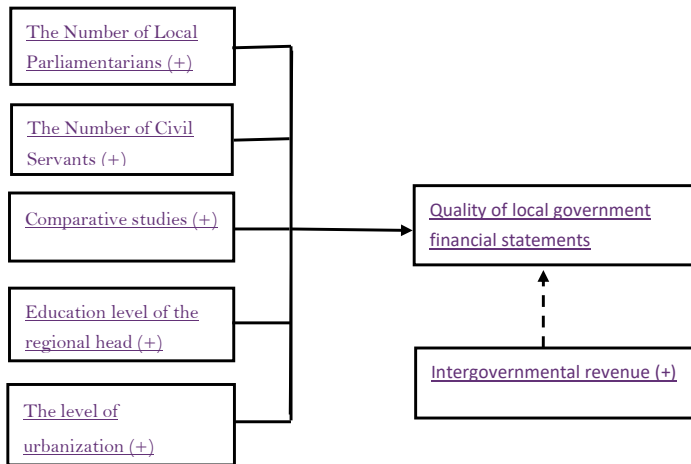 The Number of Local
Parliamentarians (+)
The Number of Civil
Servants (+)
Comparative studies (+)
Education level of the
regional head (+)
The level of
urbanization (+)
Quality of local government
financial statements
Intergovernmental revenue (+)